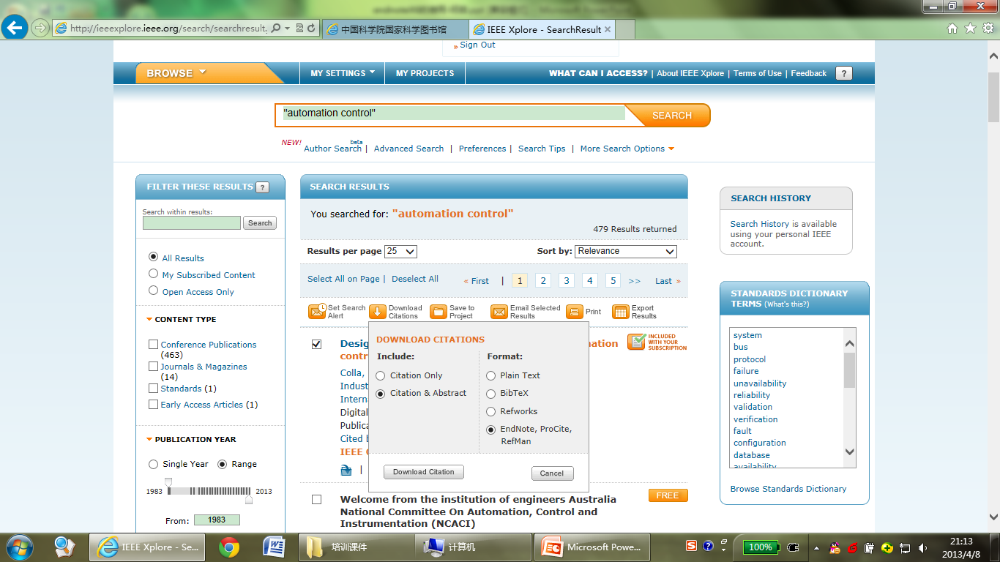 http://ieeexplore.ieee.org/search/searchresult.
中国科学院国家科学图书馆
IEEE Xplore - SearchResult
» Sign Out
BROWSE
MY SETTINGS
MY PROJECTS
WHAT CAN I ACCESS? | About IEEE Xplore | Terms of Use | Feedback
?
"automation control"
SEARCH
NEW! Author Search beta | Advanced Search | Preferences | Search Tips | More Search Options
FILTER THESE RESULTS ?
Search within results:
Search
All Results
My Subscribed Content
Open Access Only
CONTENT TYPE
Conference Publications
(463)
Journals & Magazines
(14)
Standards (1)
Early Access Articles (1)
PUBLICATION YEAR
Single Year Range
1983 2013
From: 1983
SEARCH RESULTS
You searched for: "automation control"
479 Results returned
Results per page 25
Sort by: Relevance
Select All on Page | Deselect All
« First | 1 2 3 4 5 >> Last »
Set Search
Alert
Download
Citations
Save to
Project
Email Selected
Results
Print
Export
Results
Desig
mation
contr
Colla,
Indust
Interna
Digital
Publica
Cited b
IEEE C
|
INCLUDED
WITH YOUR
SUBSCRIPTION
DOWNLOAD CITATIONS
Include:
Citation Only
Citation & Abstract
Format:
Plain Text
BibTeX
Refworks
EndNote, ProCite,
RefMan
Download Citation
Cancel
Welcome from the institution of engineers Australia
National Committee On Automation, Control and
Instrumentation (NCACI)
FREE
SEARCH HISTORY
Search History is available
using your personal IEEE
account.
STANDARDS DICTIONARY
TERMS (What's this?)
system
bus
protocol
failure
unavailability
reliability
validation
verification
fault
configuration
database
availability
Browse Standards Dictionary
IEEE Xplore - Se...
培训课件
计算机
Microsoft Powe...
100%
21:13
2013/4/8